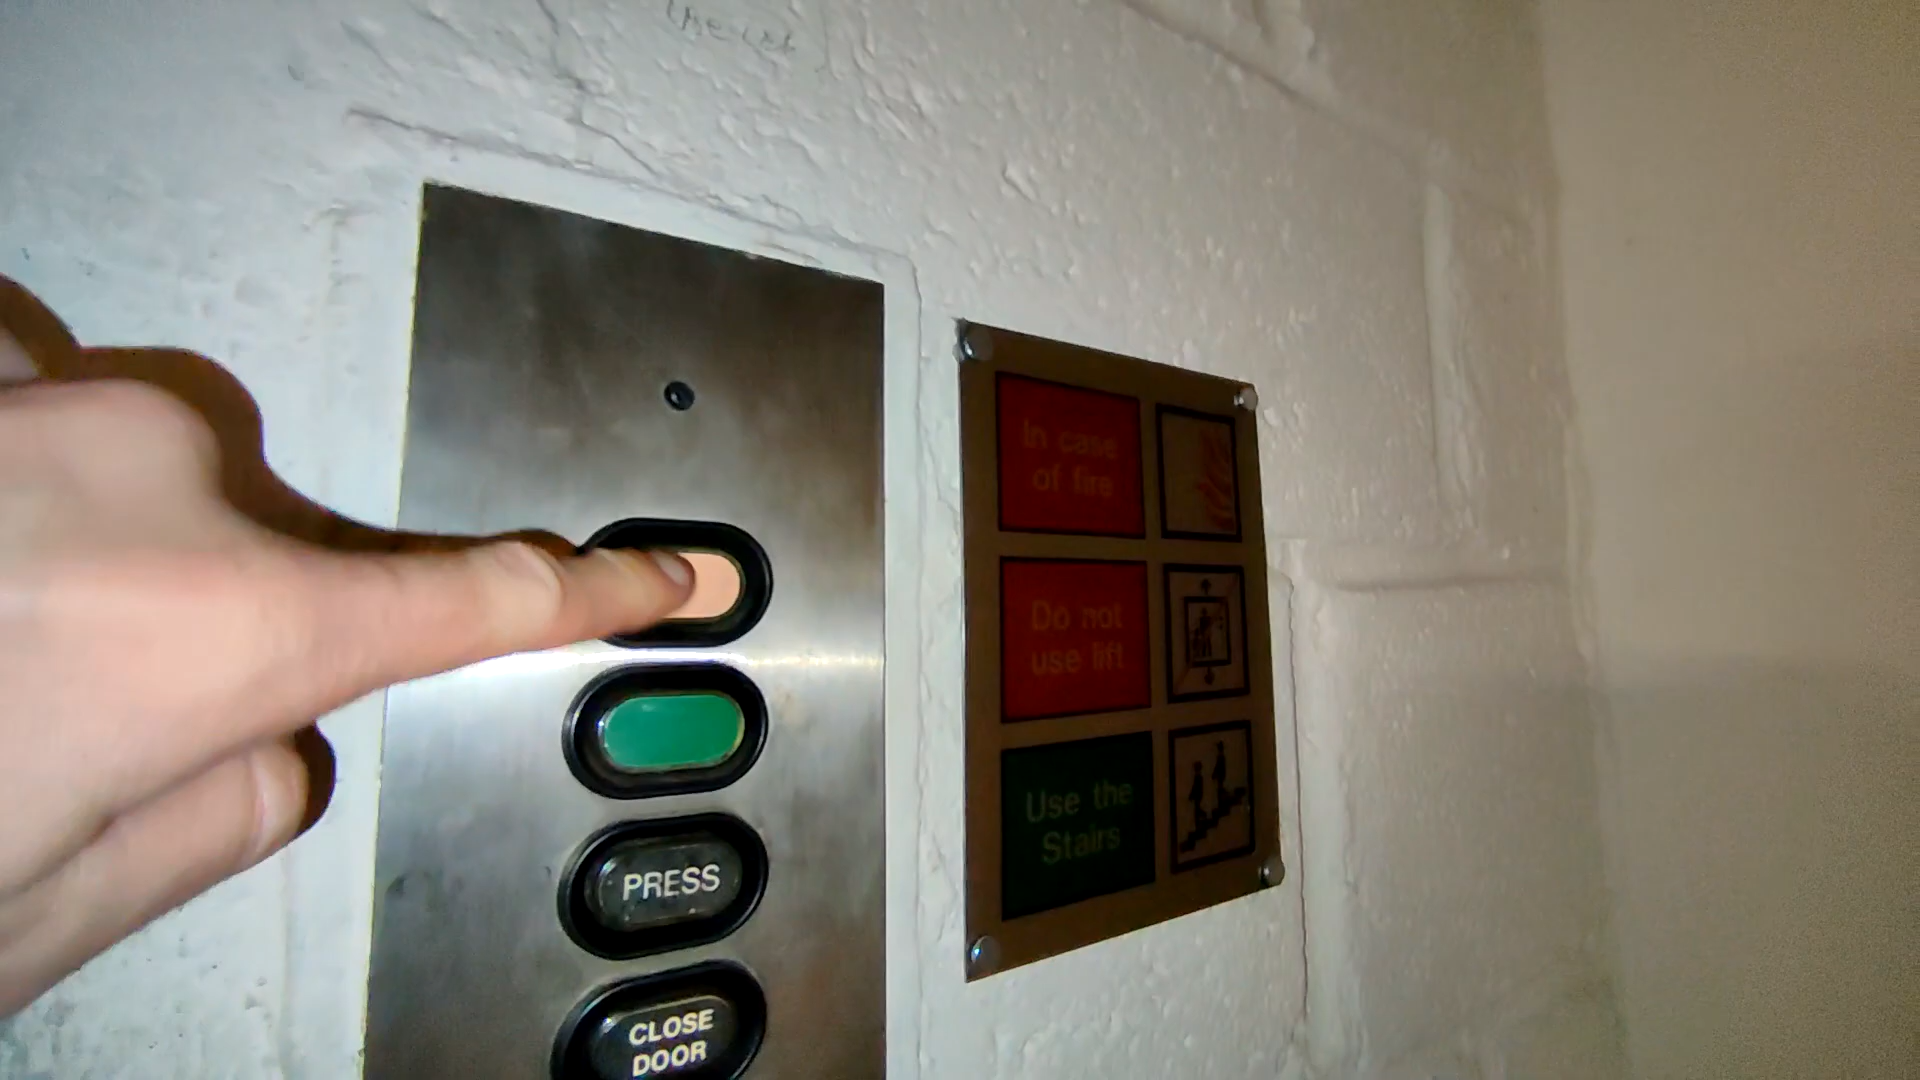 In case
of fire
Do not
use lift
Use the
Stairs
PRESS
CLOSE
DOOR